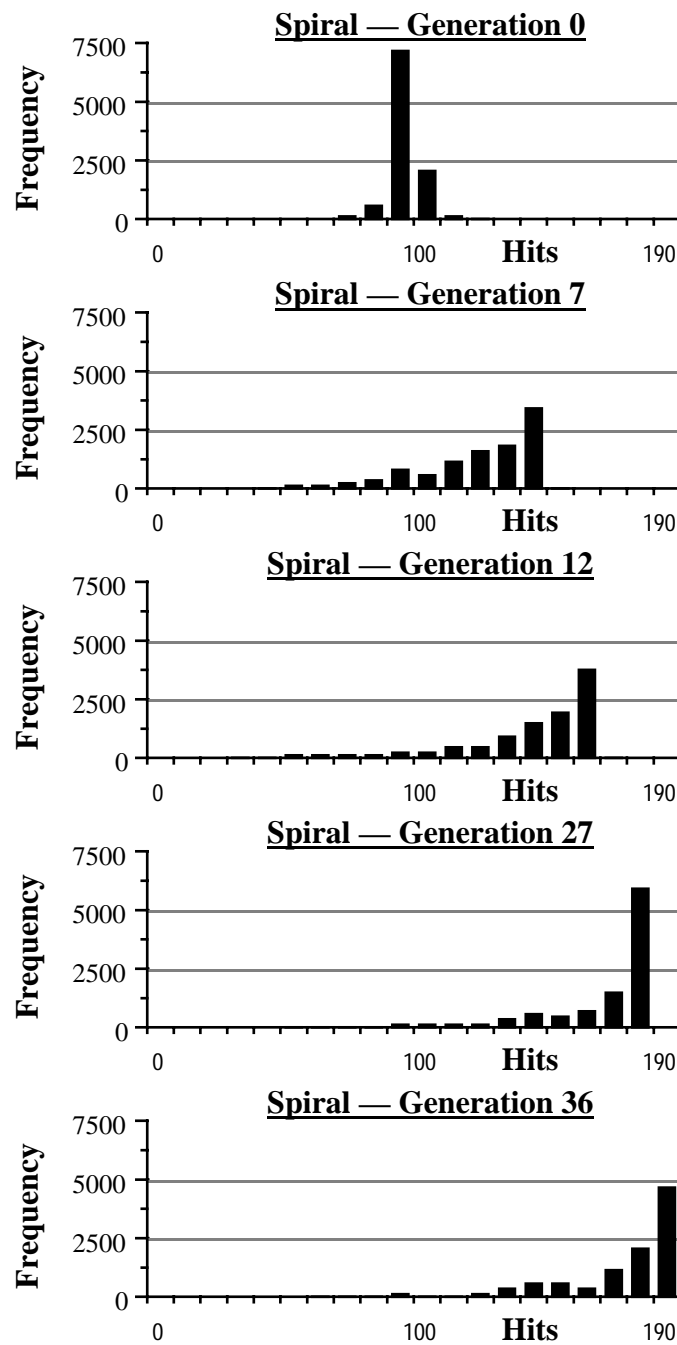 Spiral — Generation 0
7500
5000
2500
0
Frequency
0 100 Hits 190
Spiral — Generation 7
7500
5000
2500
0
Frequency
0 100 Hits 190
Spiral — Generation 12
7500
5000
2500
0
Frequency
0 100 Hits 190
Spiral — Generation 27
7500
5000
2500
0
Frequency
0 100 Hits 190
Spiral — Generation 36
7500
5000
2500
0
Frequency
0 100 Hits 190